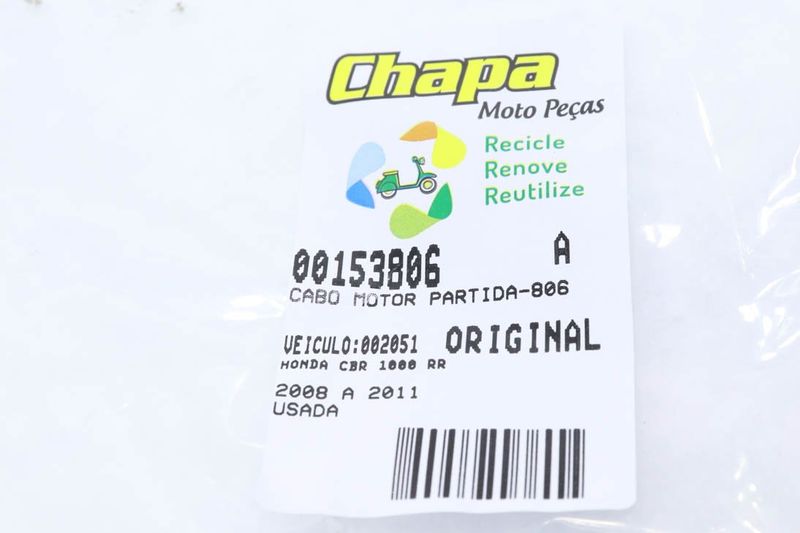 Chapa
Moto Peças
Recicle
Renove
Reutilize
00153806 A
CABO MOTOR PARTIDA-806
VEICULO:002051 ORIGINAL
HONDA CBR 1000 RR
2008 A 2011
USADA